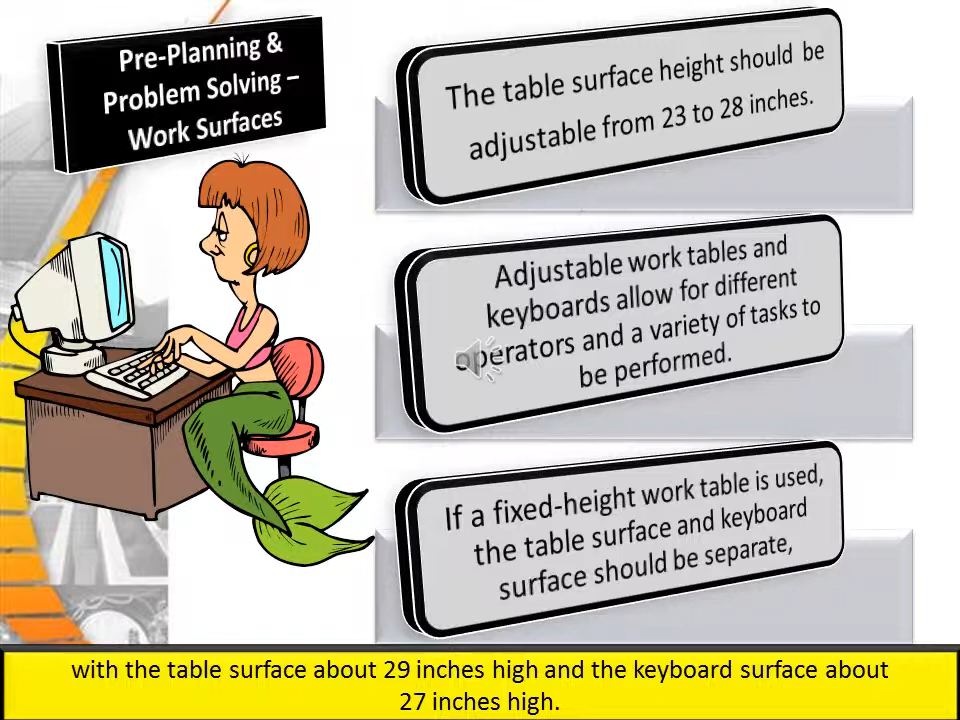 Pre-Planning &
Problem Solving –
Work Surfaces
The table surface height should be
adjustable from 23 to 28 inches.
Adjustable work tables and
keyboards allow for different
operators and a variety of tasks to
be performed.
If a fixed-height work table is used,
the table surface and keyboard
surface should be separate,
with the table surface about 29 inches high and the keyboard surface about
27 inches high.